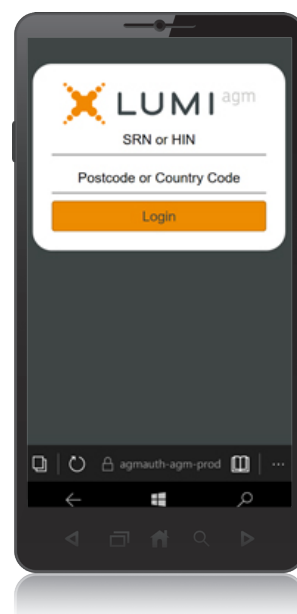 LUMI agm
SRN or HIN
Postcode or Country Code
Login
agmauth-agm-prod